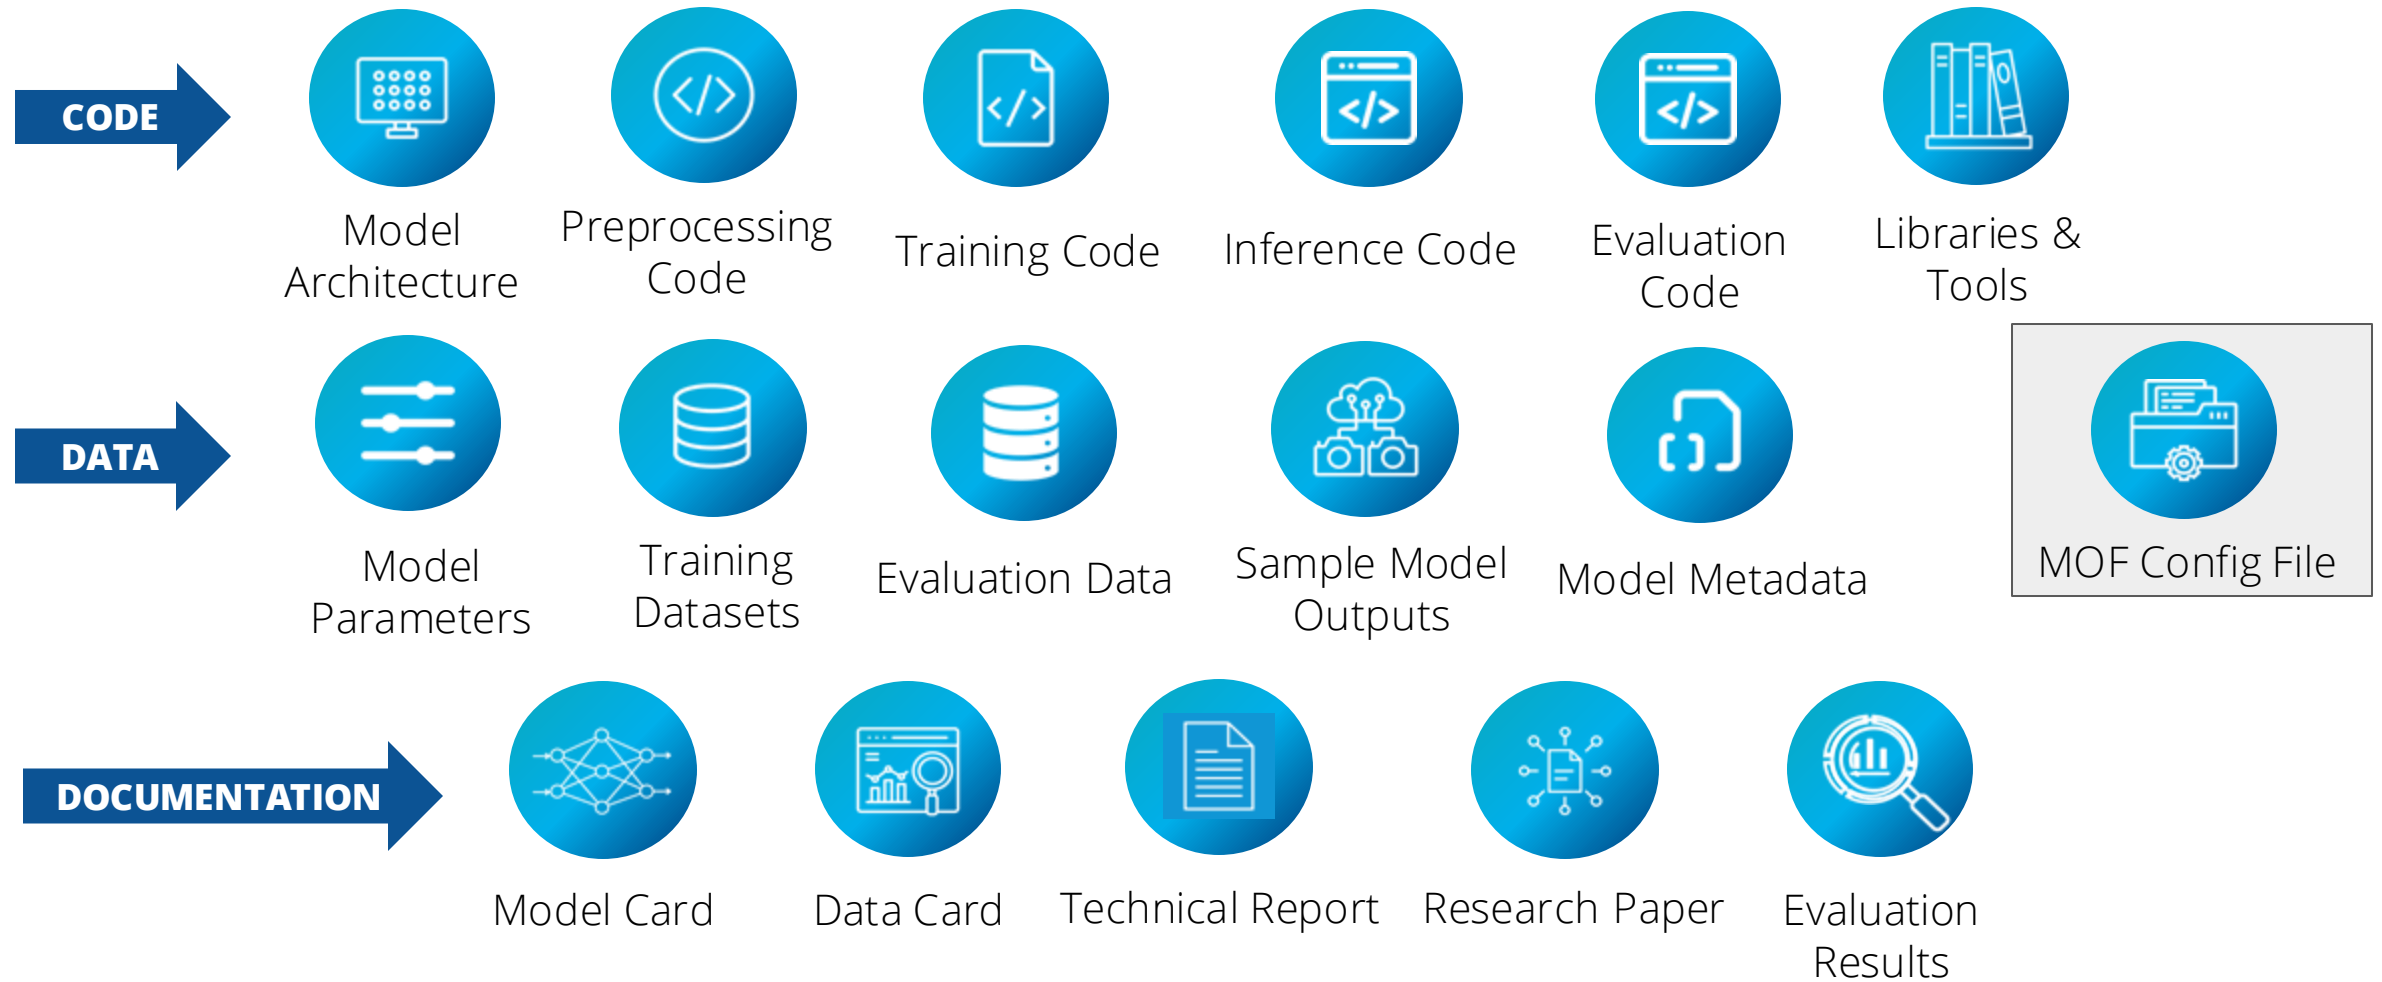 CODE
Model
Architecture
Preprocessing
Code
Training Code
Inference Code
Evaluation
Code
Libraries &
Tools
DATA
Model
Parameters
Training
Datasets
Evaluation Data
Sample Model
Outputs
Model Metadata
MOF Config File
DOCUMENTATION
Model Card
Data Card
Technical Report
Research Paper
Evaluation
Results